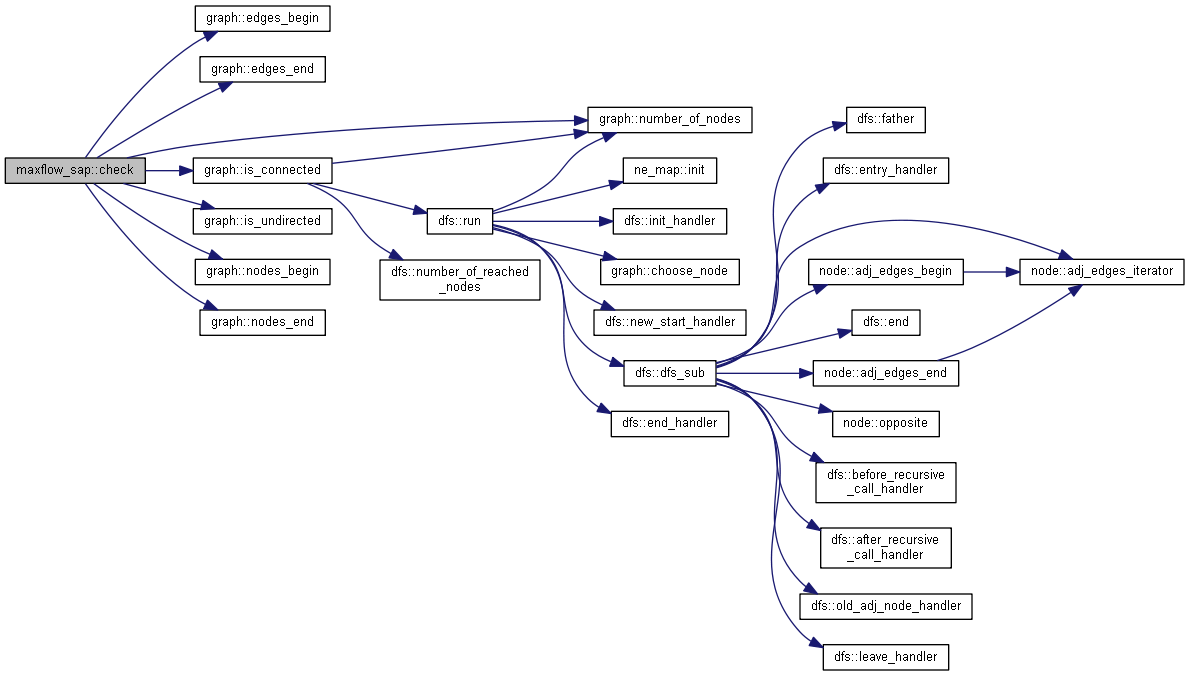 maxflow_sap::check
graph::edges_begin
graph::edges_end
graph::is_connected
graph::is_undirected
graph::nodes_begin
graph::nodes_end
dfs::run
dfs::number_of_reached
_nodes
graph::number_of_nodes
ne_map::init
dfs::init_handler
graph::choose_node
dfs::new_start_handler
dfs::dfs_sub
dfs::end_handler
dfs::father
dfs::entry_handler
node::adj_edges_begin
dfs::end
node::adj_edges_end
node::opposite
dfs::before_recursive
_call_handler
dfs::after_recursive
_call_handler
dfs::old_adj_node_handler
dfs::leave_handler
node::adj_edges_iterator